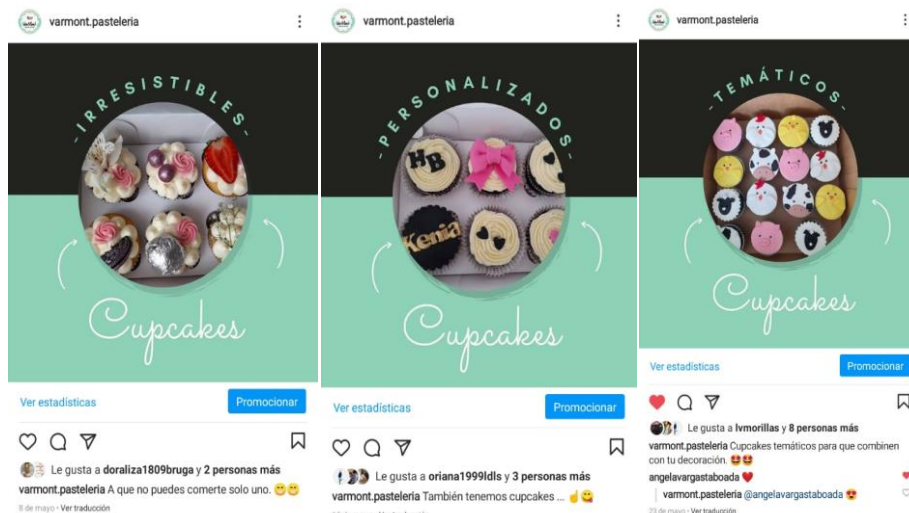 varmont.pasteleria
- IRRESISTIBLES -
Cupcakes
Ver estadísticas
Promocionar
Le gusta a doraliza1809bruga y 2 personas más
varmont.pasteleria A que no puedes comerte solo uno. 😁😁
8 de mayo · Ver traducción
varmont.pasteleria
- PERSONALIZADOS -
HB
Kenia
Cupcakes
Ver estadísticas
Promocionar
Le gusta a oriana1999ldls y 3 personas más
varmont.pasteleria También tenemos cupcakes ... ☝😋
varmont.pasteleria
- TEMÁTICOS -
Cupcakes
Ver estadísticas
Promocionar
Le gusta a lvmorillas y 8 personas más
varmont.pasteleria Cupcakes temáticos para que combinen
con tu decoración. 🤩🤩
angelavargastaboada ❤
varmont.pasteleria @angelavargastaboada 😍
23 de mayo · Ver traducción